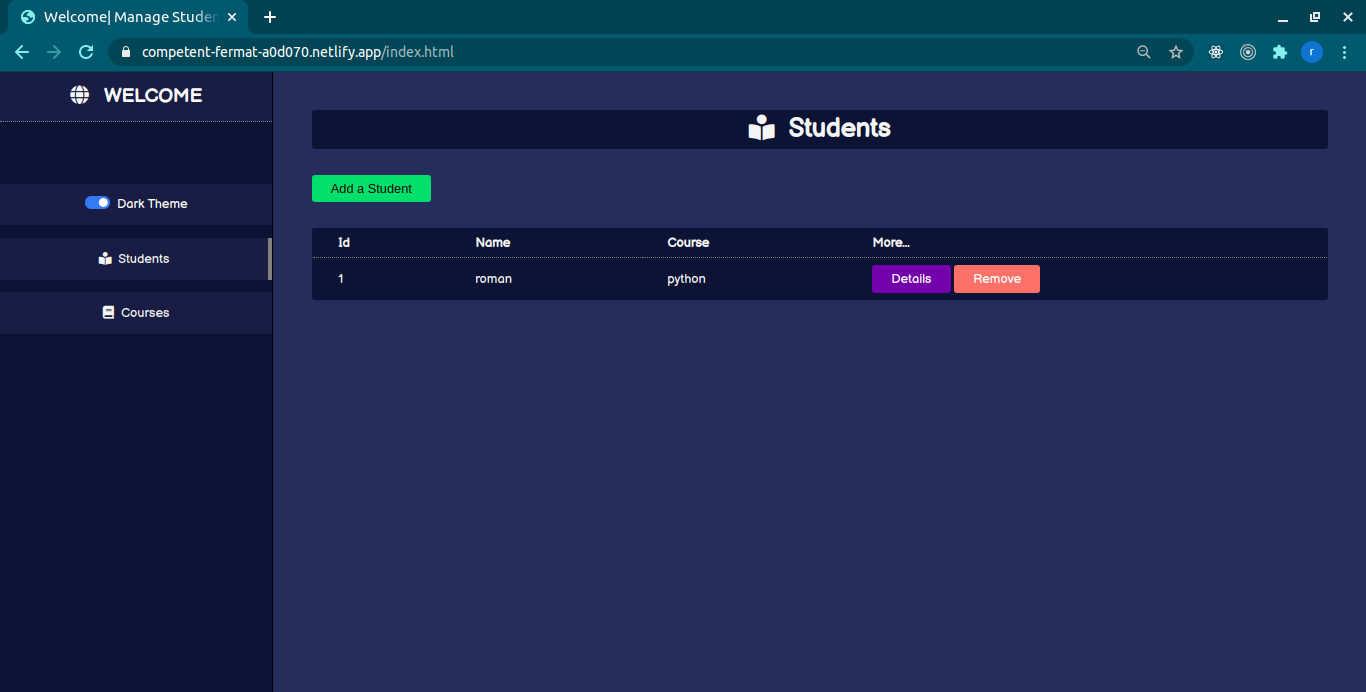 Welcome| Manage Studen
competent-fermat-a0d070.netlify.app/index.html
r
WELCOME
Dark Theme
Students
Courses
Students
Add a Student
Id Name Course More...
1 roman python Details Remove